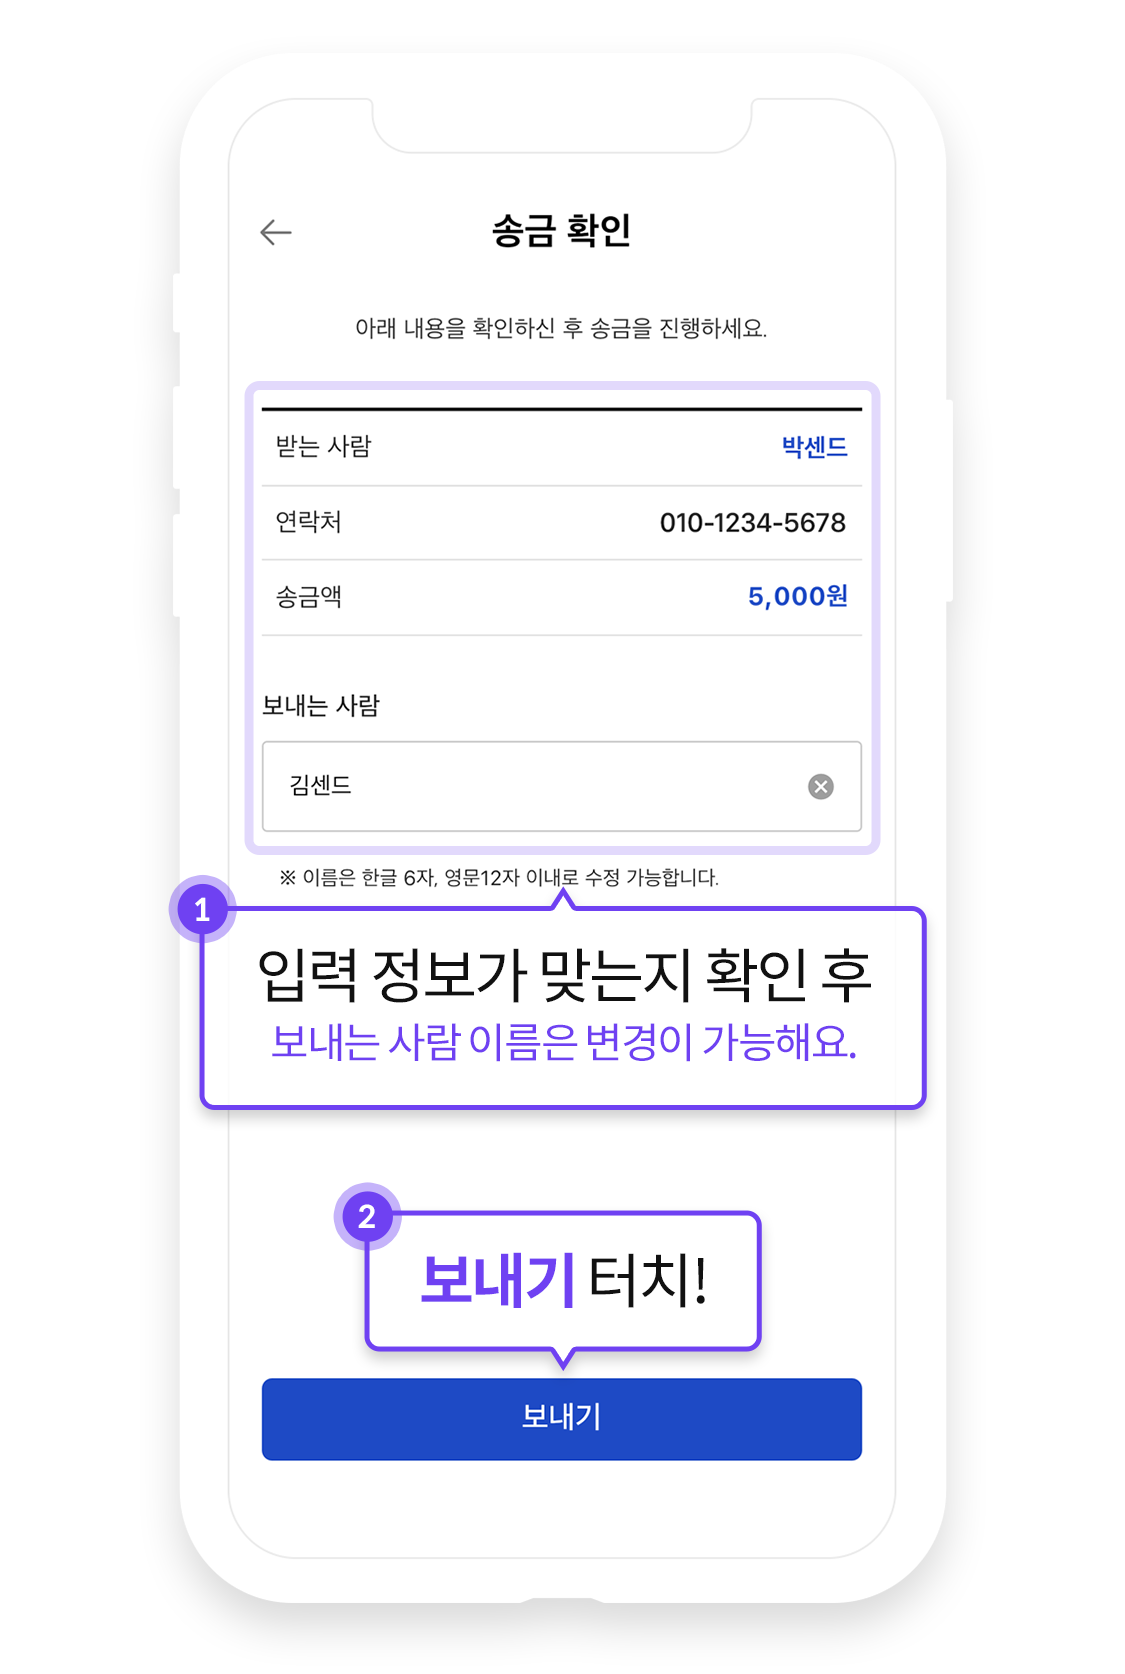 송금 확인
아래 내용을 확인하신 후 송금을 진행하세요.
받는 사람 박센드
연락처 010-1234-5678
송금액 5,000원
보내는 사람
김센드
※ 이름은 한글 6자, 영문12자 이내로 수정 가능합니다.
1
입력 정보가 맞는지 확인 후
보내는 사람 이름은 변경이 가능해요.
2
보내기 터치!
보내기